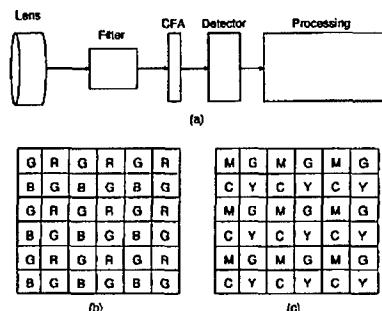 Lens
Filter
CFA
Detector
Processing
(a)
G R G R G R
B G B G B G
G R G R G R
B G B G B G
G R G R G R
B G B G B G
(b)
M G M G M G
C Y C Y C Y
M G M G M G
C Y C Y C Y
M G M G M G
C Y C Y C Y
(c)